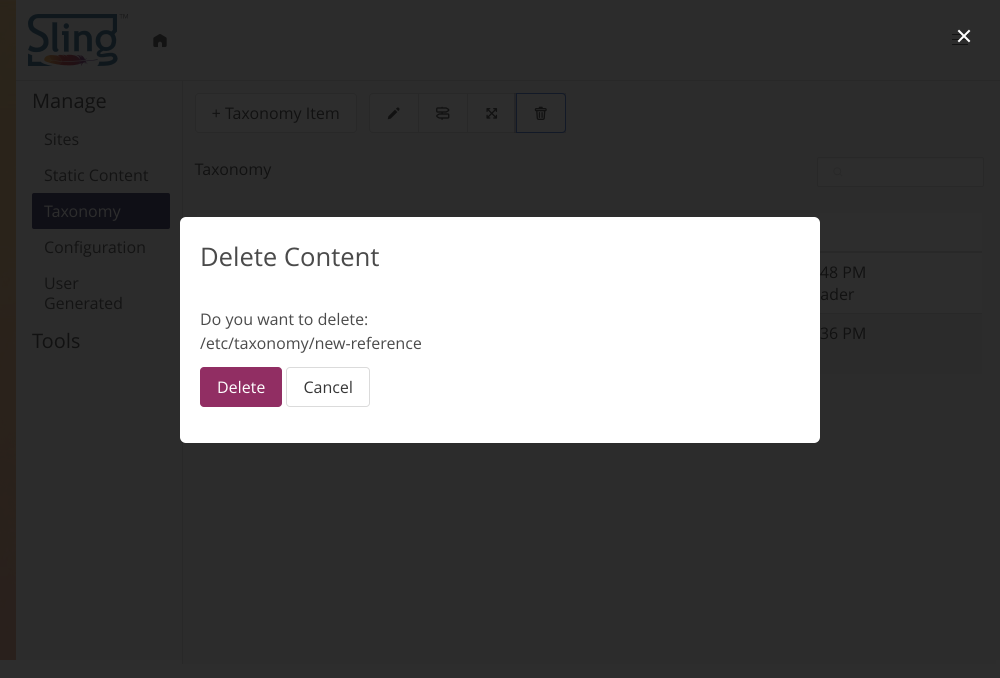 Sling
TM
Manage
Sites
Static Content
Taxonomy
Configuration
User
Generated
Tools
+ Taxonomy Item
Taxonomy
48 PM
ader
36 PM
Delete Content
Do you want to delete:
/etc/taxonomy/new-reference
Delete
Cancel